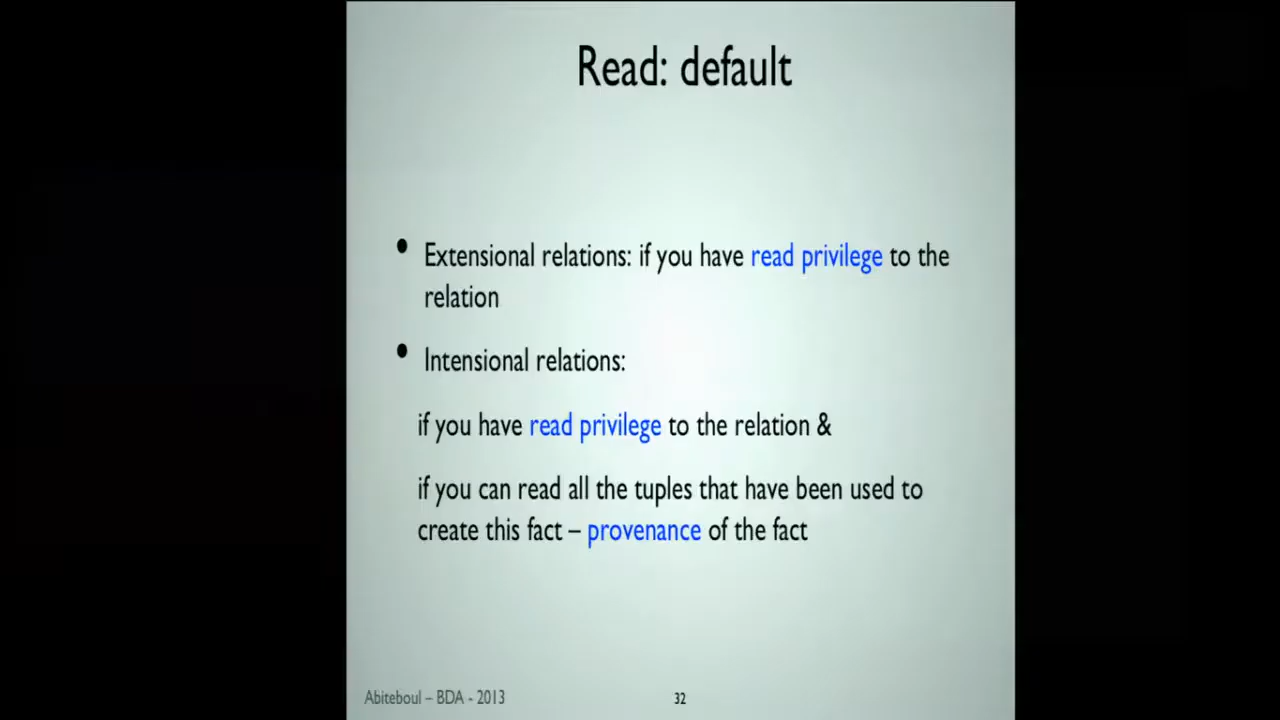 Read: default
• Extensional relations: if you have read privilege to the
relation
• Intensional relations:
if you have read privilege to the relation &
if you can read all the tuples that have been used to
create this fact – provenance of the fact
Abiteboul – BDA - 2013
32